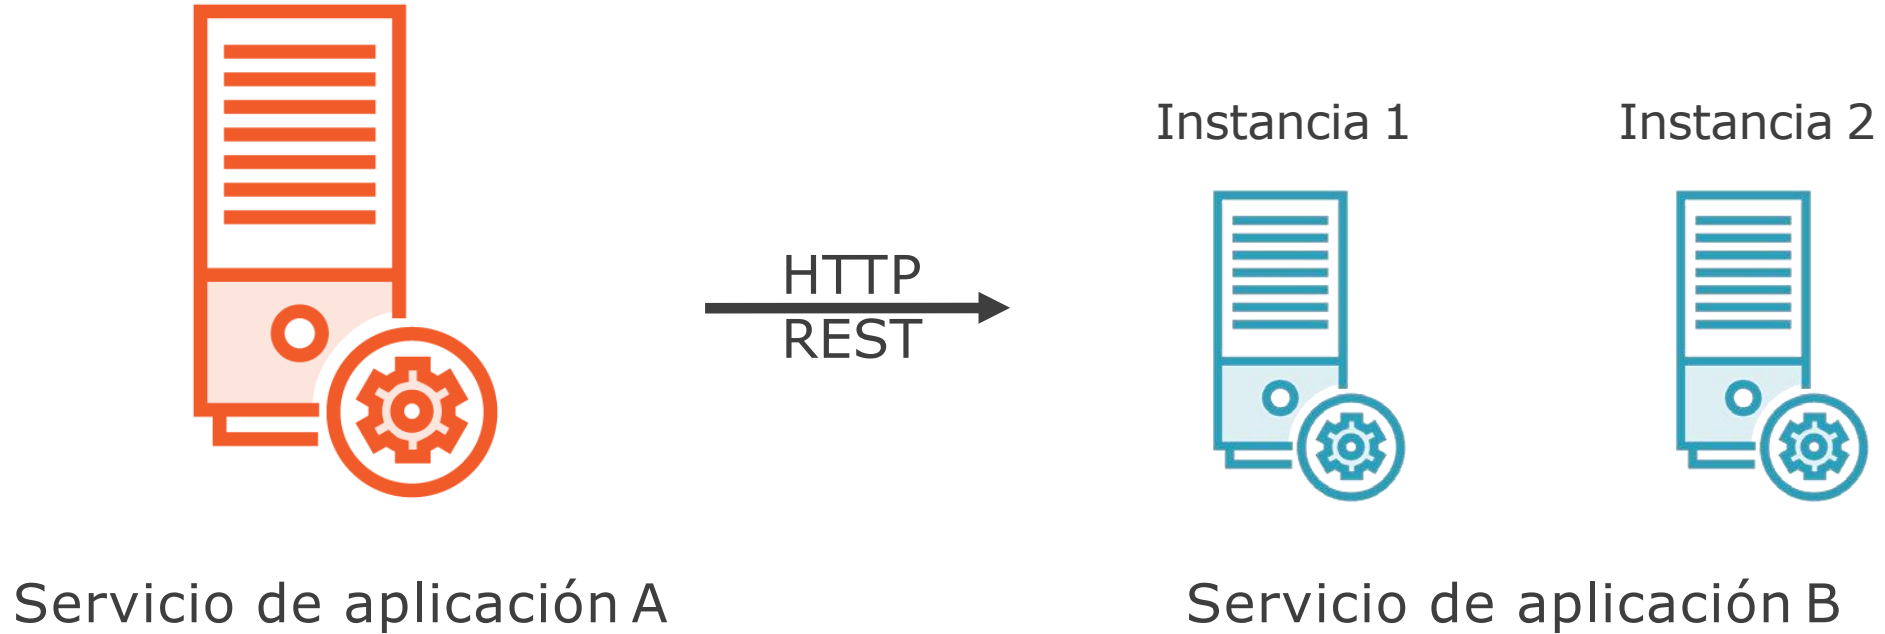 Instancia 1
Instancia 2
HTTP
REST
Servicio de aplicación A
Servicio de aplicación B